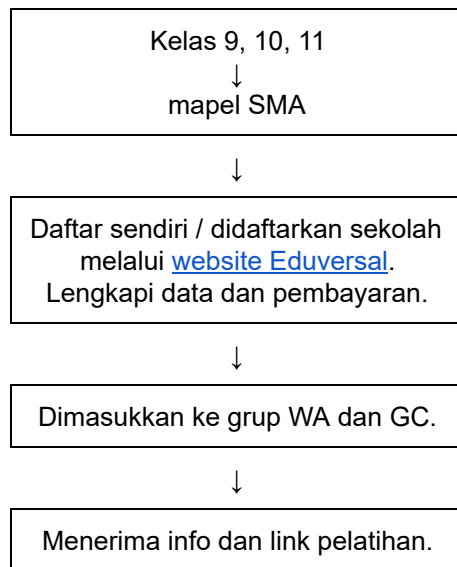 Kelas 9, 10, 11
↓
mapel SMA
↓
Daftar sendiri / didaftarkan sekolah
melalui website Eduversal.
Lengkapi data dan pembayaran.
↓
Dimasukkan ke grup WA dan GC.
↓
Menerima info dan link pelatihan.